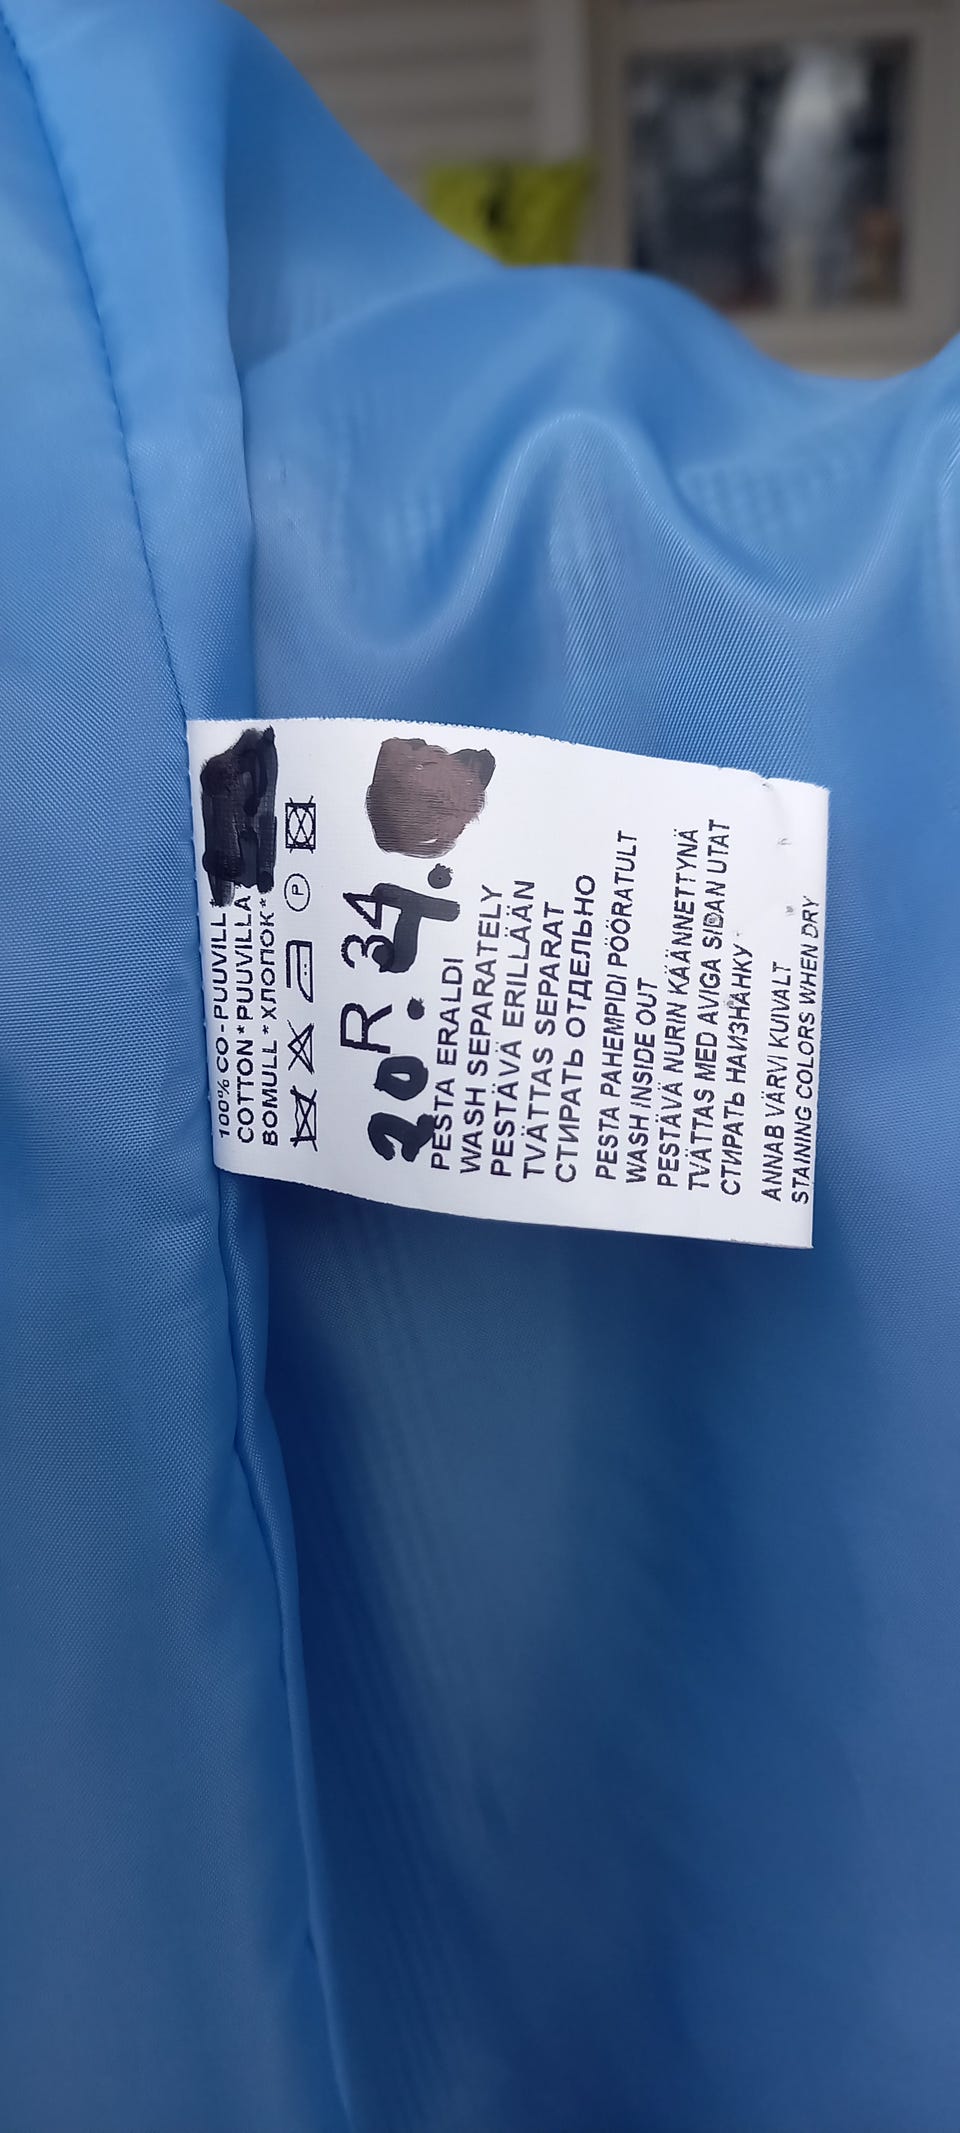 100% CO -PUUVILL*
COTTON *PUUVILLA*
BOMULL *ХЛОПОК*
P
R 34
20. 4.
PESTA ERALDI
WASH SEPARATELY
PESTÄVÄ ERILLÄÄN
TVÄTTAS SEPARAT
СТИРАТЬ ОТДЕЛЬНО
PESTA PAHEMPIDI PÖÖRATULT
WASH INSIDE OUT
PESTÄVÄ NURIN KÄÄNNETTYNÄ
TVÄTTAS MED AVIGA SIDAN UTAT
СТИРАТЬ НАИЗНАНКУ
ANNAB VÄRVI KUIVALT
STAINING COLORS WHEN DRY